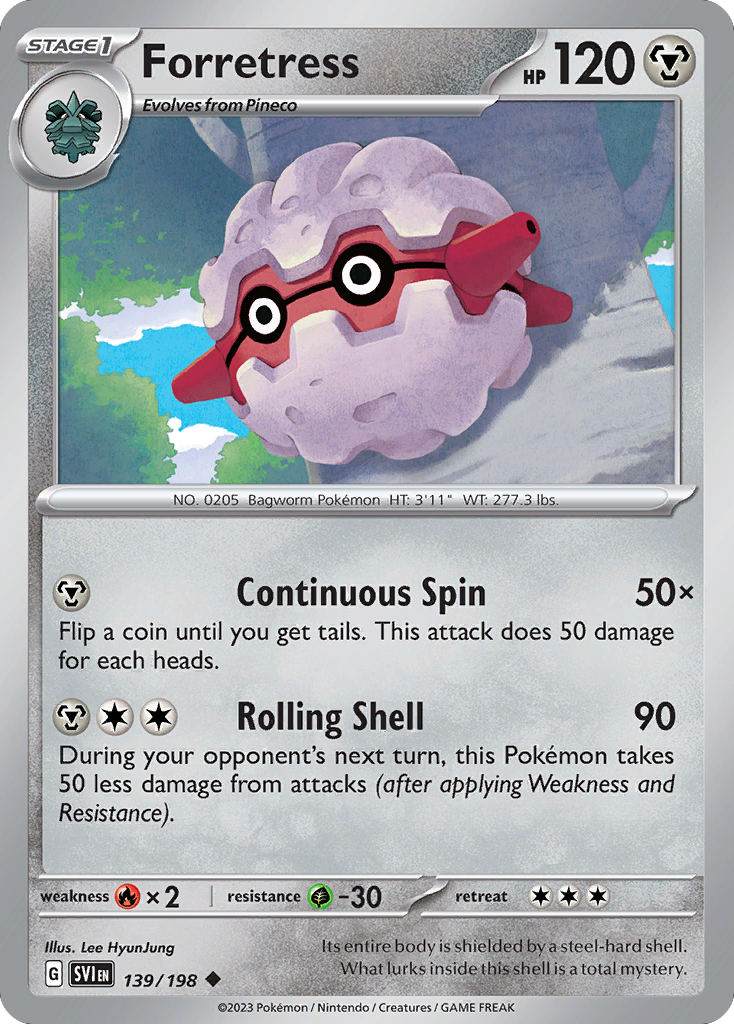 STAGE 1
Forretress
HP 120
Evolves from Pineco
NO. 0205 Bagworm Pokémon HT: 3'11" WT: 277.3 lbs.
Continuous Spin 50×
Flip a coin until you get tails. This attack does 50 damage
for each heads.
Rolling Shell 90
During your opponent's next turn, this Pokémon takes
50 less damage from attacks (after applying Weakness and
Resistance).
weakness ×2 resistance -30 retreat
Illus. Lee HyunJung
Its entire body is shielded by a steel-hard shell.
What lurks inside this shell is a total mystery.
G SVI EN 139/198
©2023 Pokémon / Nintendo / Creatures / GAME FREAK